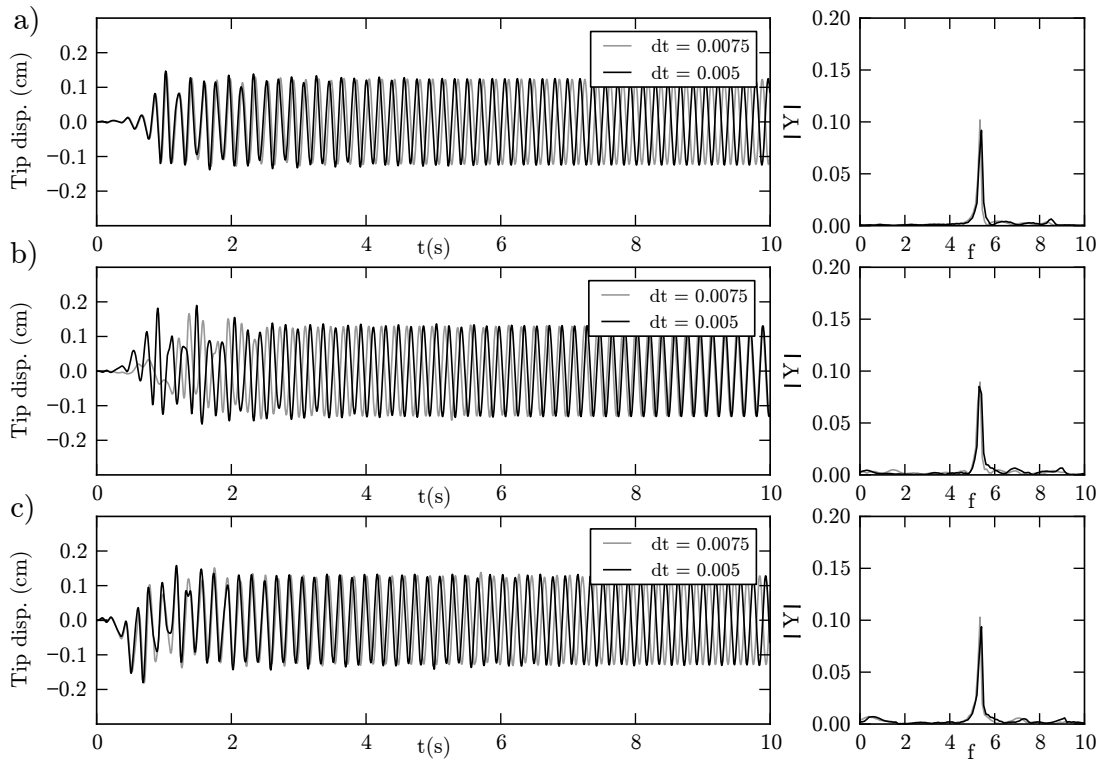 a)
Tip disp. (cm)
0.2
0.1
0.0
−0.1
−0.2
dt = 0.0075
dt = 0.005
0 2 4 6 8 10
t(s)
|Y|
0.20
0.15
0.10
0.05
0.00
0 2 4 6 8 10
f
b)
Tip disp. (cm)
0.2
0.1
0.0
−0.1
−0.2
dt = 0.0075
dt = 0.005
0 2 4 6 8 10
t(s)
|Y|
0.20
0.15
0.10
0.05
0.00
0 2 4 6 8 10
f
c)
Tip disp. (cm)
0.2
0.1
0.0
−0.1
−0.2
dt = 0.0075
dt = 0.005
0 2 4 6 8 10
t(s)
|Y|
0.20
0.15
0.10
0.05
0.00
0 2 4 6 8 10
f